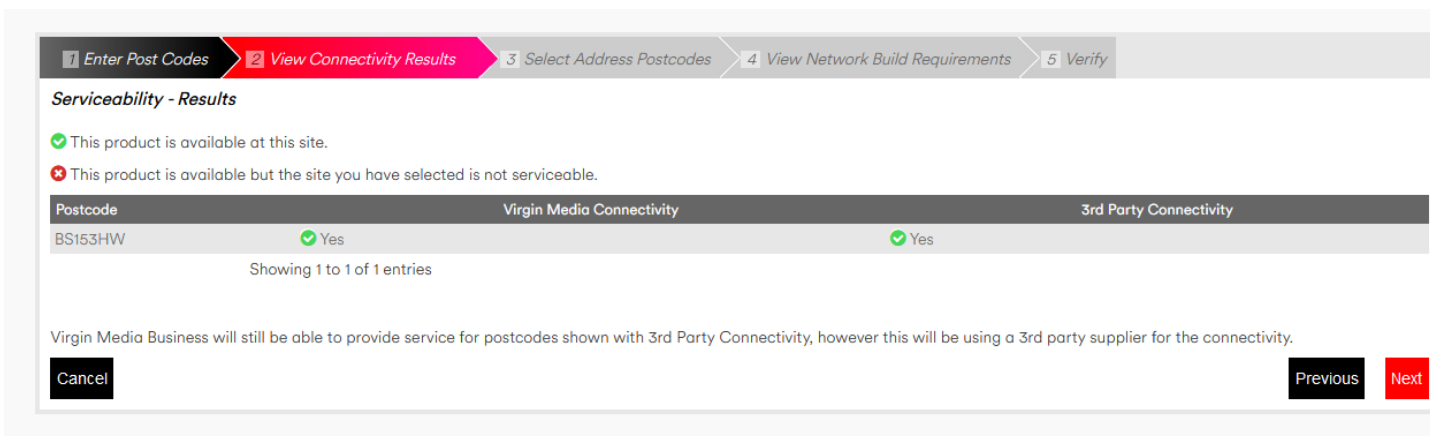 1 Enter Post Codes 2 View Connectivity Results 3 Select Address Postcodes 4 View Network Build Requirements 5 Verify
Serviceability - Results
This product is available at this site.
This product is available but the site you have selected is not serviceable.
Postcode Virgin Media Connectivity 3rd Party Connectivity
BS153HW Yes Yes
Showing 1 to 1 of 1 entries
Virgin Media Business will still be able to provide service for postcodes shown with 3rd Party Connectivity, however this will be using a 3rd party supplier for the connectivity.
Cancel Previous Next